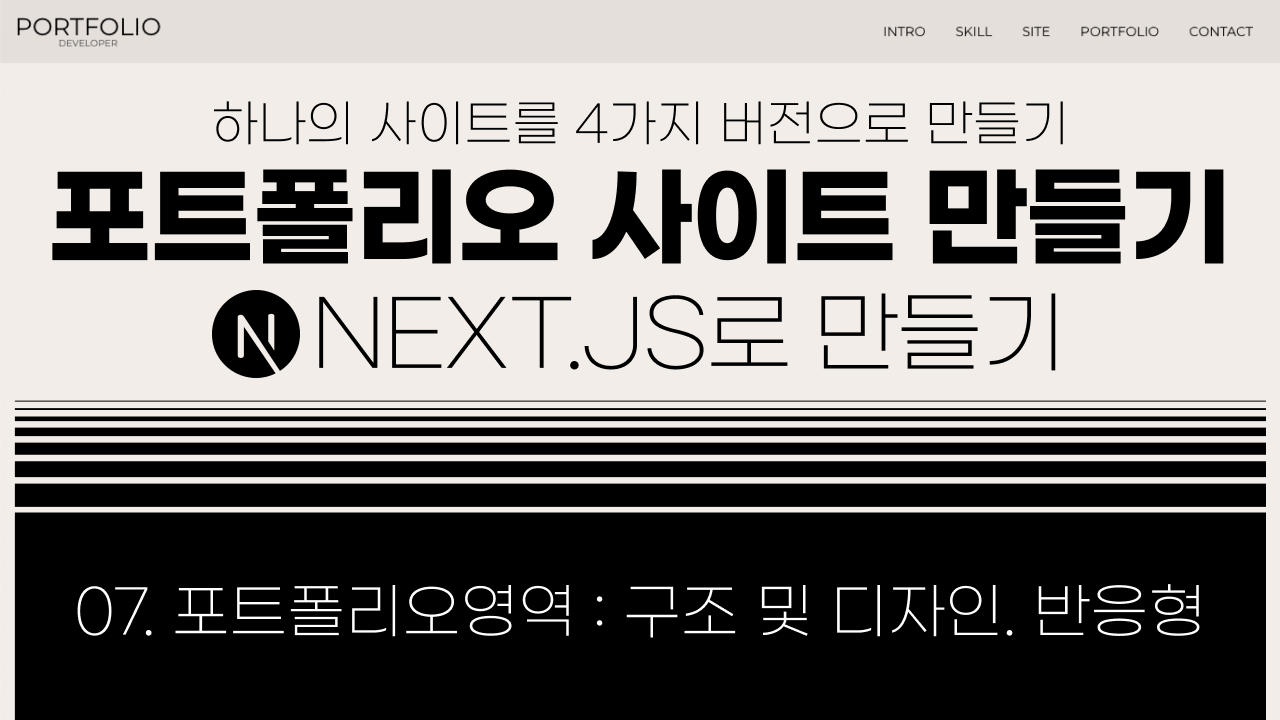 PORTFOLIO
DEVELOPER
INTRO SKILL SITE PORTFOLIO CONTACT
하나의 사이트를 4가지 버전으로 만들기
포트폴리오 사이트 만들기
N NEXT.JS로 만들기
07. 포트폴리오영역 : 구조 및 디자인. 반응형